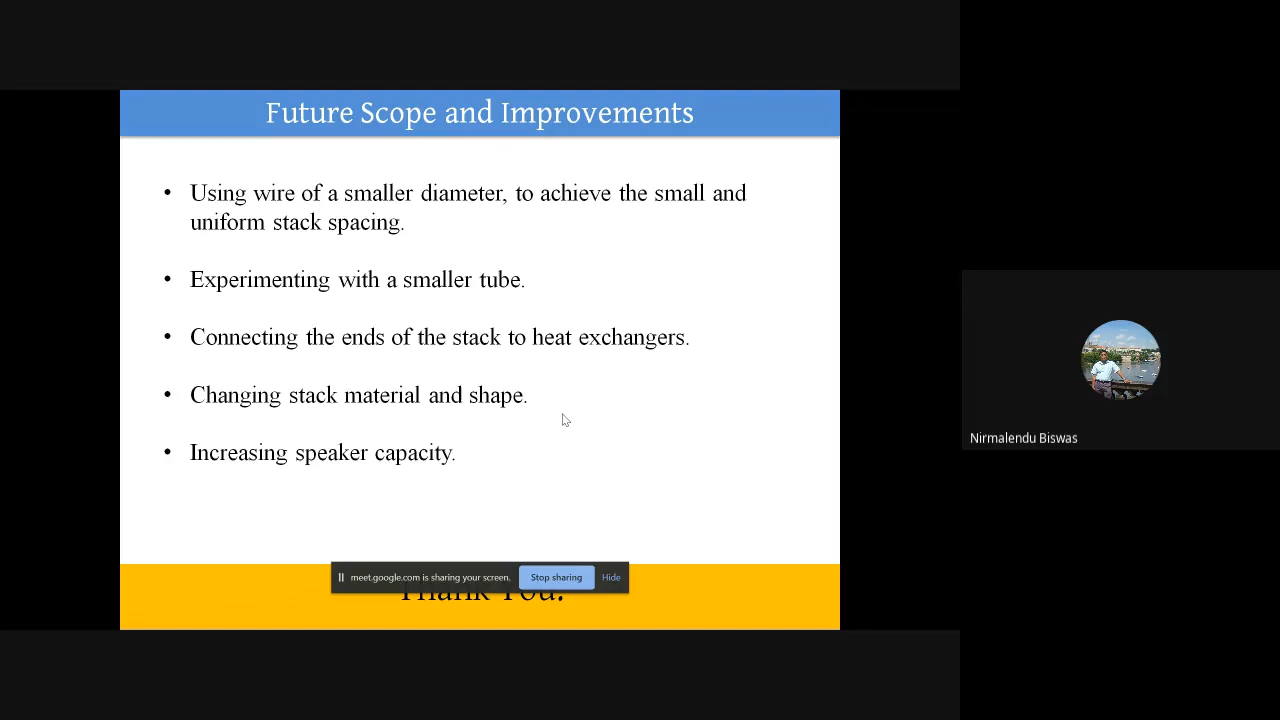 Future Scope and Improvements
• Using wire of a smaller diameter, to achieve the small and
uniform stack spacing.
• Experimenting with a smaller tube.
• Connecting the ends of the stack to heat exchangers.
• Changing stack material and shape.
• Increasing speaker capacity.
meet.google.com is sharing your screen. Stop sharing Hide
Thank You!
Nirmalendu Biswas